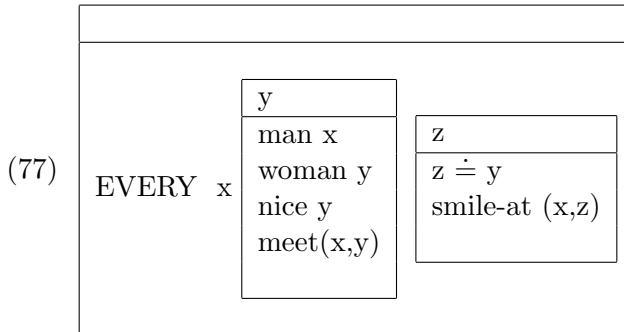 y
man x
z
(77)
woman y
z ≐ y
EVERY x
nice y
smile-at (x,z)
meet(x,y)